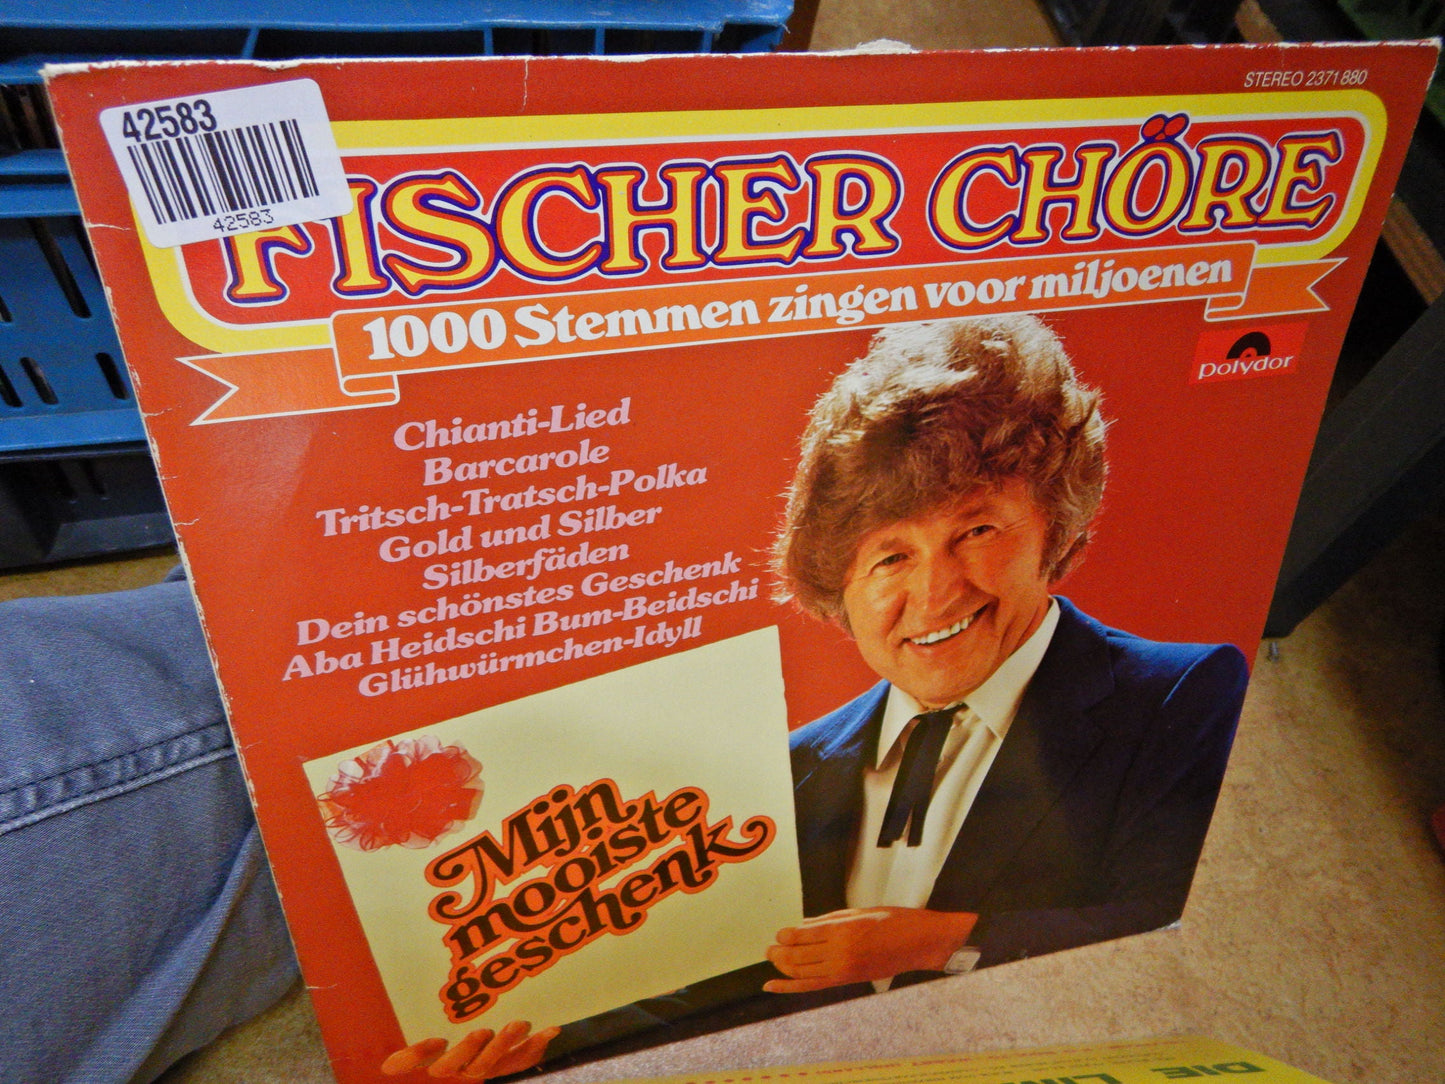 STEREO 2371 880
42583
42583
FISCHER CHÖRE
1000 Stemmen zingen voor miljoenen
polydor
Chianti-Lied
Barcarole
Tritsch-Tratsch-Polka
Gold und Silber
Silberfäden
Dein schönstes Geschenk
Aba Heidschi Bum-Beidschi
Glühwürmchen-Idyll
Mijn
mooiste
geschenk
DIE